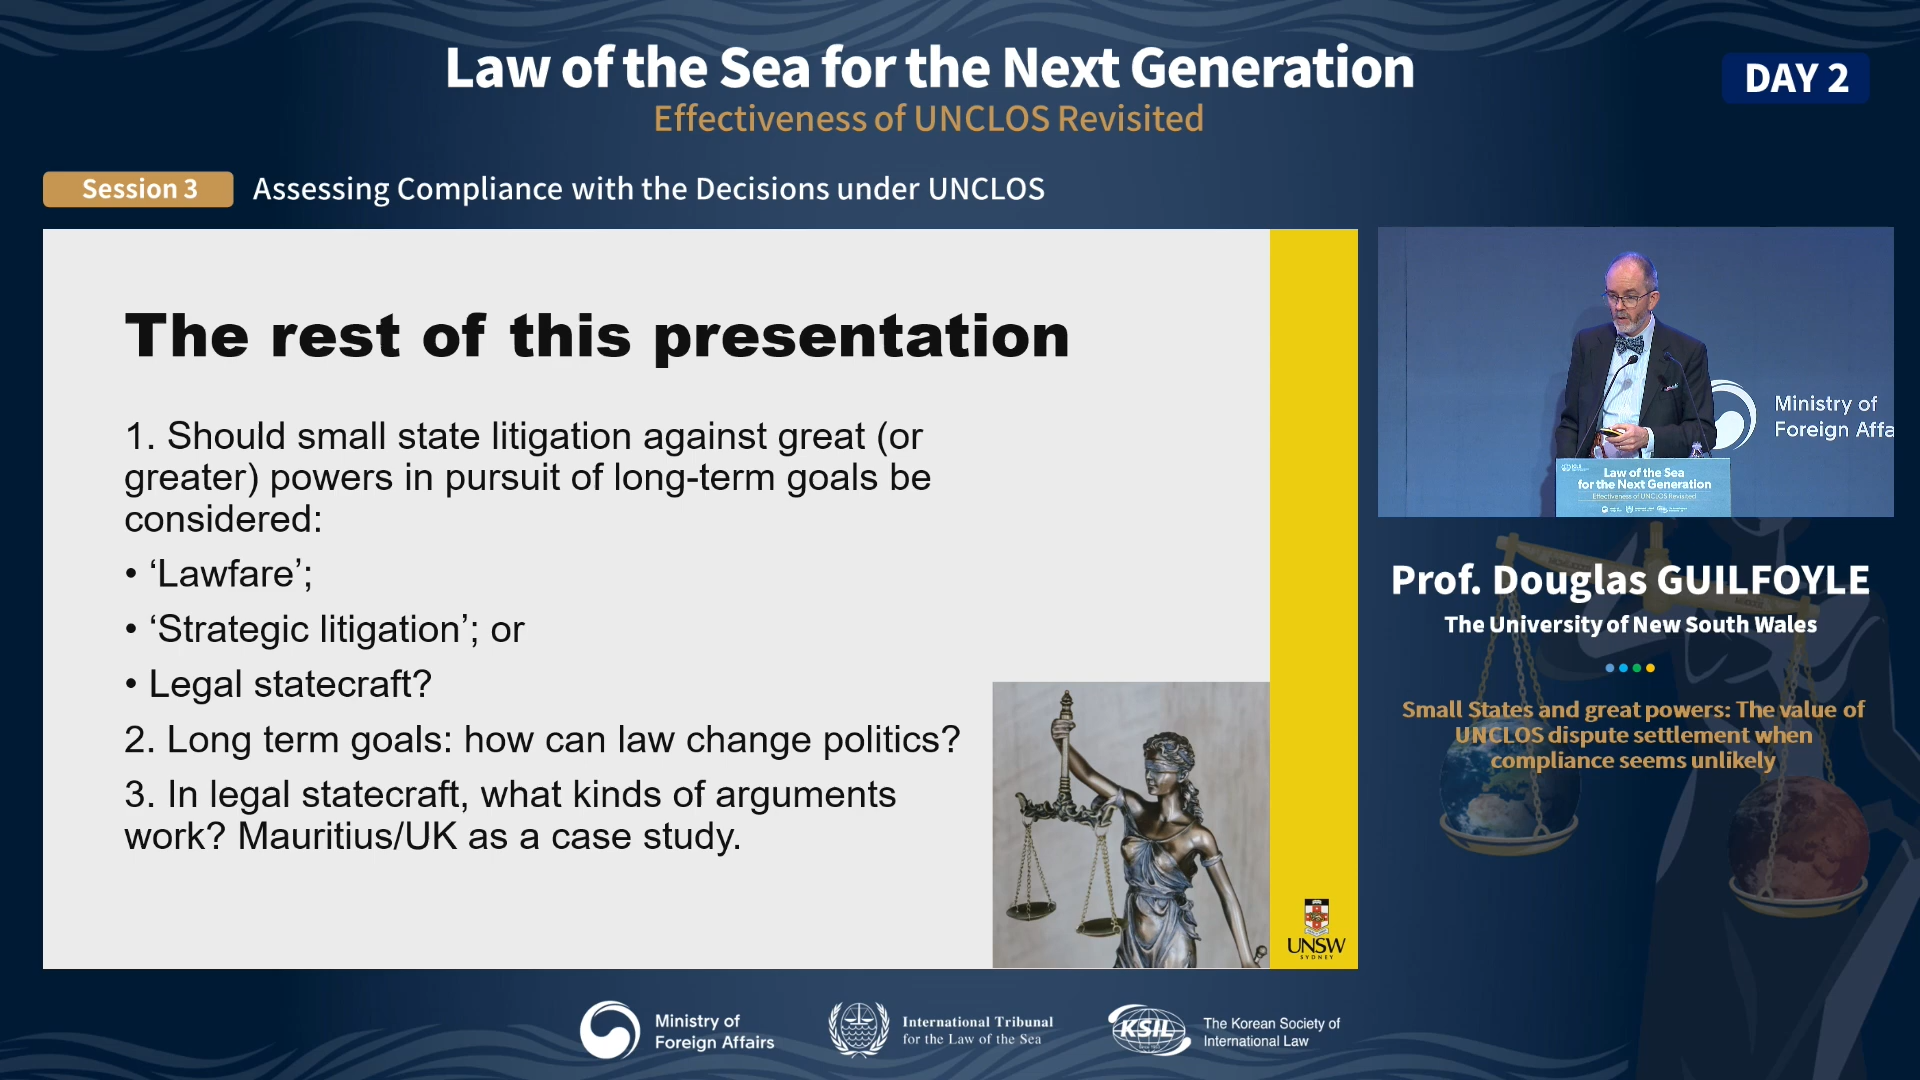 Law of the Sea for the Next Generation
Effectiveness of UNCLOS Revisited
DAY 2
Session 3
Assessing Compliance with the Decisions under UNCLOS
The rest of this presentation
1. Should small state litigation against great (or
greater) powers in pursuit of long-term goals be
considered:
• ‘Lawfare’;
• ‘Strategic litigation’; or
• Legal statecraft?
2. Long term goals: how can law change politics?
3. In legal statecraft, what kinds of arguments
work? Mauritius/UK as a case study.
UNSW
SYDNEY
Ministry of
Foreign Affa
Law of the Sea
for the Next Generation
Effectiveness of UNCLOS Revisited
Prof. Douglas GUILFOYLE
The University of New South Wales
Small States and great powers: The value of
UNCLOS dispute settlement when
compliance seems unlikely
Ministry of
Foreign Affairs
International Tribunal
for the Law of the Sea
KSIL
The Korean Society of
International Law